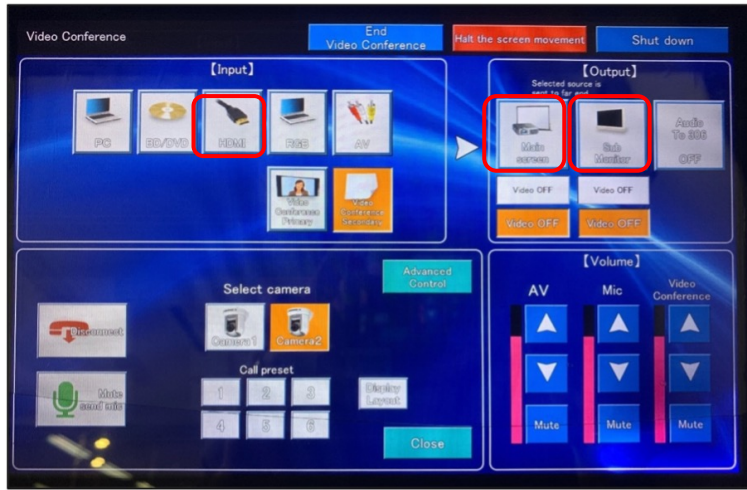 Video Conference
End
Video Conference
Halt the screen movement
Shut down
【Input】
PC
BD/DVD
HDMI
RGB
AV
Video
Conference
Primary
Video
Conference
Secondary
【Output】
Selected source is
sent to far end
Main
screen
Sub
Monitor
Audio
To 306
OFF
Video OFF
Video OFF
Video OFF
Video OFF
Advanced
Control
Select camera
Disconnect
Camera1
Camera2
Call preset
Mute
send mic
1
2
3
Display
Layout
4
5
6
Close
【Volume】
AV
Mic
Video
Conference
Mute
Mute
Mute